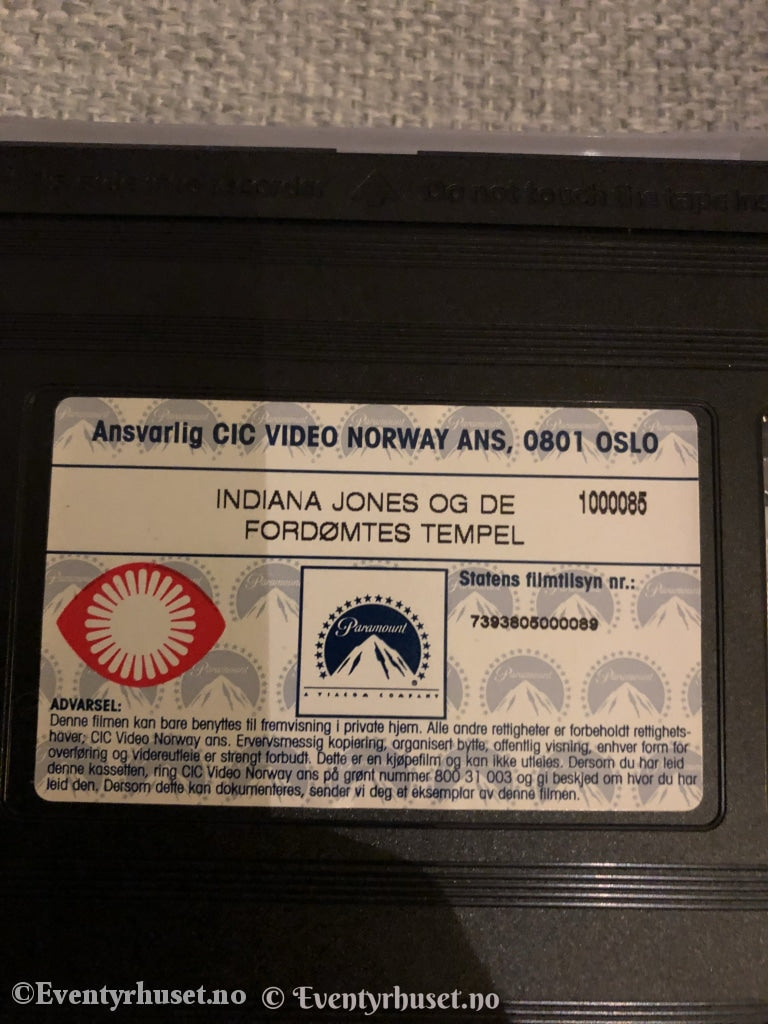 Do not touch the tape ins
Ansvarlig CIC VIDEO NORWAY ANS, 0801 OSLO
INDIANA JONES OG DE 1000085
FORDØMTES TEMPEL
Statens filmtilsyn nr.:
7393805000089
Paramount
A VIACOM COMPANY
ADVARSEL:
Denne filmen kan bare benyttes til fremvisning i private hjem. Alle andre rettigheter er forbeholdt rettighets-
haver, CIC Video Norway ans. Ervervsmessig kopiering, organisert bytte, offentlig visning, enhver form for
overføring og videreutleie er strengt forbudt. Dette er en kjøpefilm og kan ikke utleies. Dersom du har leid
denne kassetten, ring CIC Video Norway ans på grønt nummer 800 31 003 og gi beskjed om hvor du har
leid den. Dersom dette kan dokumenteres, sender vi deg et eksemplar av denne filmen.
©Eventyrhuset.no © Eventyrhuset.no